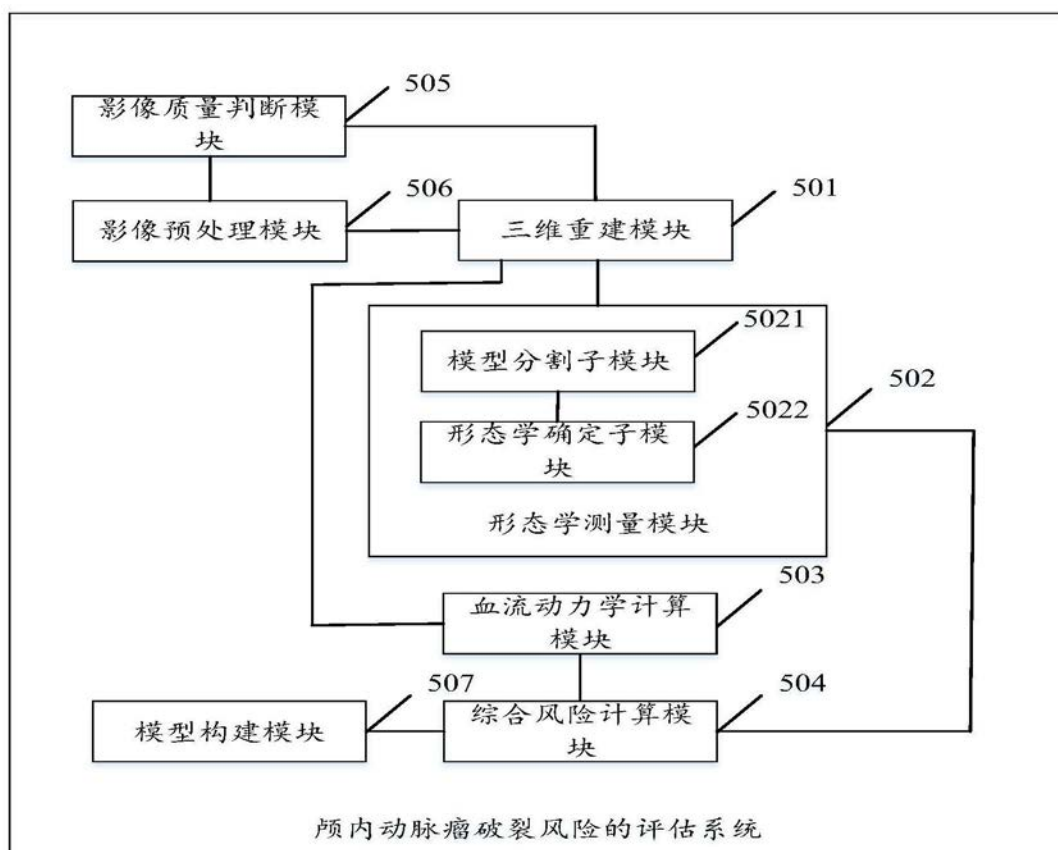 505
影像质量判断模
块
506
影像预处理模块
501
三维重建模块
5021
模型分割子模块
502
5022
形态学确定子模
块
形态学测量模块
503
血流动力学计算
模块
507
504
模型构建模块
综合风险计算模
块
颅内动脉瘤破裂风险的评估系统